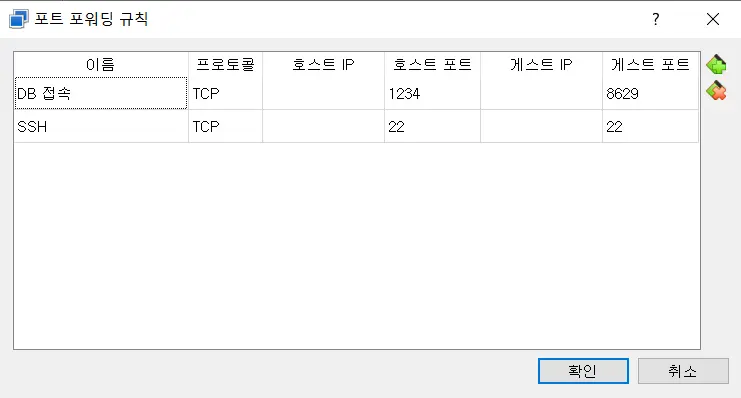 포트 포워딩 규칙 ?
이름 프로토콜 호스트 IP 호스트 포트 게스트 IP 게스트 포트
DB 접속 TCP 1234 8629
SSH TCP 22 22
확인 취소